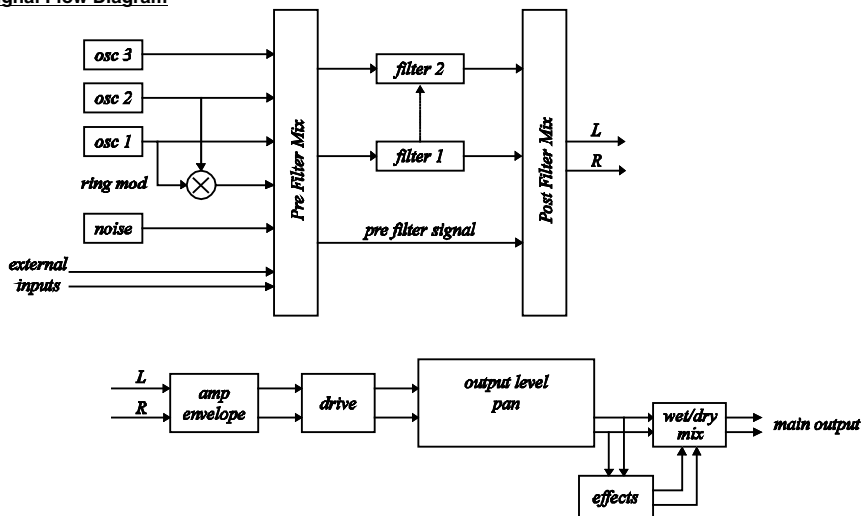 gnal Flow Diagram
osc 3
osc 2
osc 1
ring mod
noise
external
inputs
Pre Filter Mix
filter 2
filter 1
pre filter signal
Post Filter Mix
L
R
L
R
amp
envelope
drive
output level
pan
wet/dry
mix
main output
effects